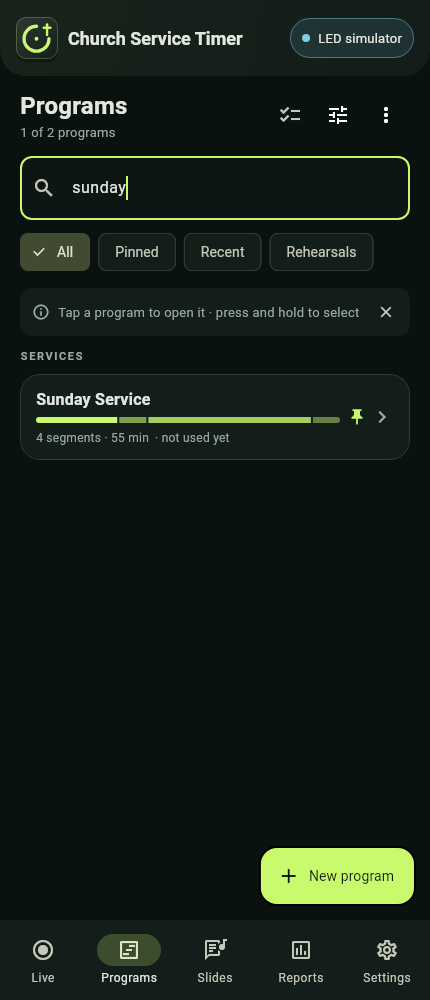 Church Service Timer
LED simulator
Programs
1 of 2 programs
sunday
All
Pinned
Recent
Rehearsals
Tap a program to open it · press and hold to select
SERVICES
Sunday Service
4 segments · 55 min · not used yet
New program
Live
Programs
Slides
Reports
Settings